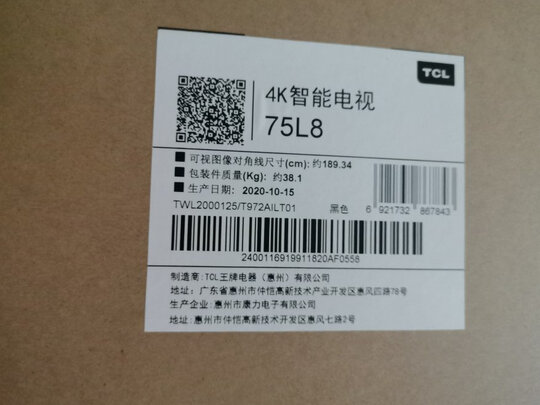 TCL
4K智能电视
75L8
■ 可视图像对角线尺寸(cm): 约189.34
■ 包装件质量(Kg): 约38.1
■ 生产日期: 2020-10-15
TWL2000125/T972AILT01 黑色 6 921732 867843
2400116919911820AF0558
制造商:TCL王牌电器（惠州）有限公司
地址: 广东省惠州市仲恺高新技术产业开发区惠风四路78号
生产企业: 惠州市康力电子有限公司
地址:惠州市仲恺高新技术开发区惠风七路2号